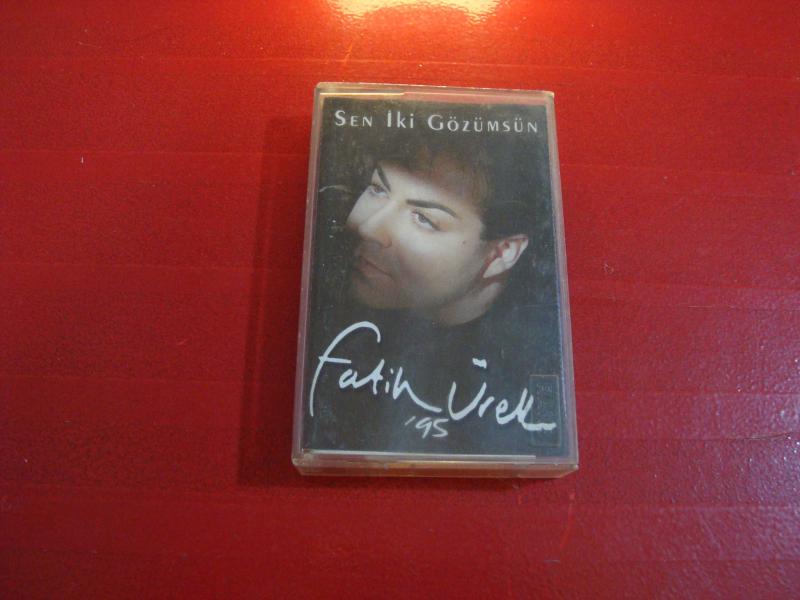 SEN İKİ GÖZÜMSÜN
Fatih Ürek
'95